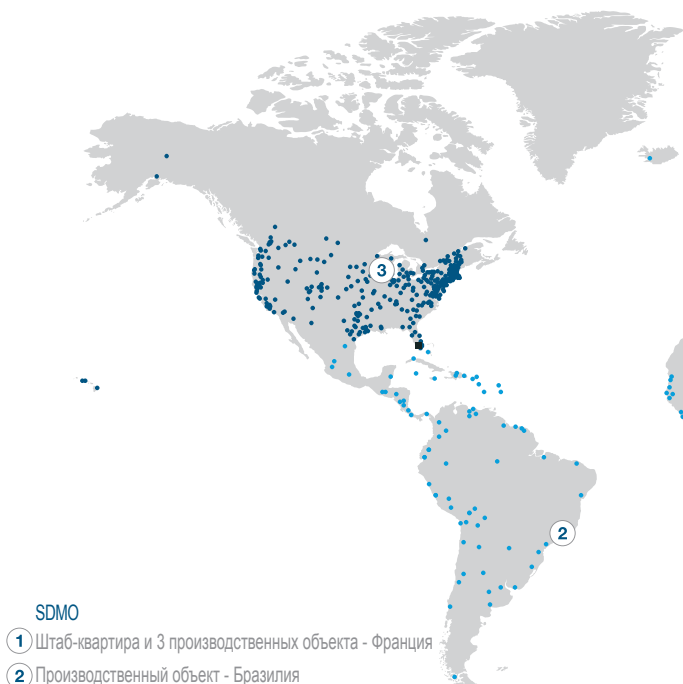 3
2
SDMO
1 Штаб-квартира и 3 производственных объекта - Франция
2 Производственный объект - Бразилия